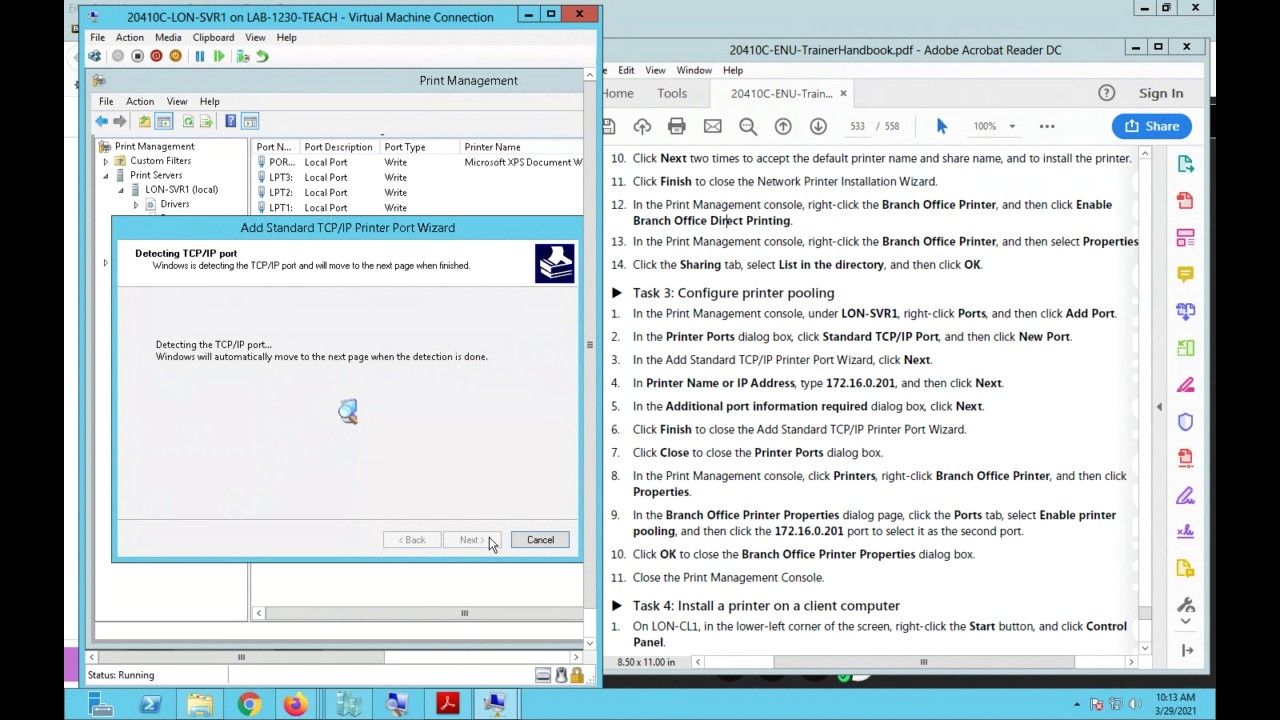 20410C-LON-SVR1 on LAB-1230-TEACH - Virtual Machine Connection
File Action Media Clipboard View Help
Print Management
File Action View Help
Print Management
Custom Filters
Print Servers
LON-SVR1 (local)
Drivers
Port N... Port Description Port Type Printer Name
POR... Local Port Write Microsoft XPS Document W
LPT3: Local Port Write
LPT2: Local Port Write
LPT1: Local Port Write
Add Standard TCP/IP Printer Port Wizard
Detecting TCP/IP port
Windows is detecting the TCP/IP port and will move to the next page when finished.
Detecting the TCP/IP port...
Windows will automatically move to the next page when the detection is done.
< Back Next > Cancel
Status: Running
20410C-ENU-TrainerHandbook.pdf - Adobe Acrobat Reader DC
e Edit View Window Help
Home Tools 20410C-ENU-Train... × Sign In
533 / 558 100% Share
10. Click Next two times to accept the default printer name and share name, and to install the printer.
11. Click Finish to close the Network Printer Installation Wizard.
12. In the Print Management console, right-click the Branch Office Printer, and then click Enable
Branch Office Direct Printing.
13. In the Print Management console, right-click the Branch Office Printer, and then select Properties
14. Click the Sharing tab, select List in the directory, and then click OK.
Task 3: Configure printer pooling
1. In the Print Management console, under LON-SVR1, right-click Ports, and then click Add Port.
2. In the Printer Ports dialog box, click Standard TCP/IP Port, and then click New Port.
3. In the Add Standard TCP/IP Printer Port Wizard, click Next.
4. In Printer Name or IP Address, type 172.16.0.201, and then click Next.
5. In the Additional port information required dialog box, click Next.
6. Click Finish to close the Add Standard TCP/IP Printer Port Wizard.
7. Click Close to close the Printer Ports dialog box.
8. In the Print Management console, click Printers, right-click Branch Office Printer, and then click
Properties.
9. In the Branch Office Printer Properties dialog page, click the Ports tab, select Enable printer
pooling, and then click the 172.16.0.201 port to select it as the second port.
10. Click OK to close the Branch Office Printer Properties dialog box.
11. Close the Print Management Console.
Task 4: Install a printer on a client computer
1. On LON-CL1, in the lower-left corner of the screen, right-click the Start button, and click Control
Panel.
8.50 x 11.00 in
10:13 AM
3/29/2021